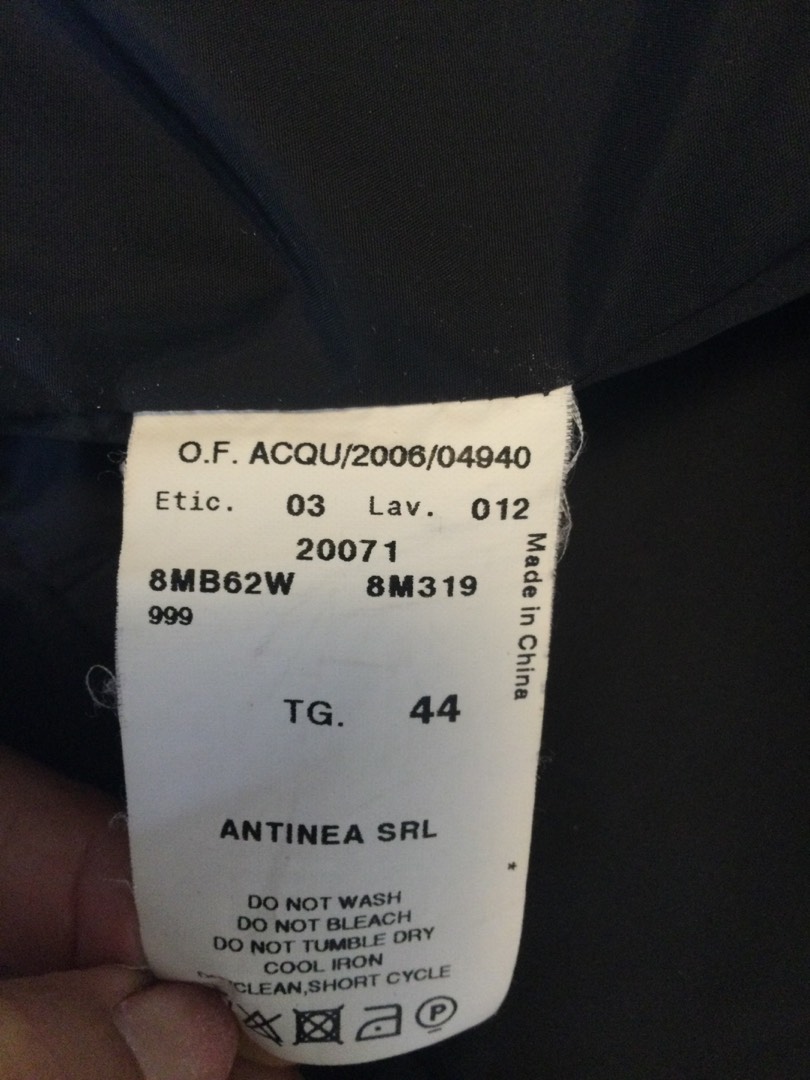 O.F. ACQU/2006/04940
Etic. 03 Lav. 012
20071
8MB62W 8M319
999
Made in China
TG. 44
ANTINEA SRL
*
DO NOT WASH
DO NOT BLEACH
DO NOT TUMBLE DRY
COOL IRON
CLEAN,SHORT CYCLE
P